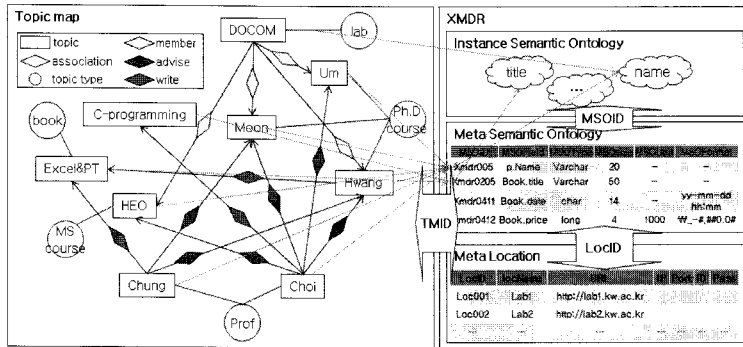 Topic map
topic
member
association
advise
topic type
write
DOCOM
lab
Um
C-programming
Moon
Ph.D
course
book
Excel&PT
Hwang
HEO
MS
course
Chung
Choi
Prof
TMID
XMDR
Instance Semantic Ontology
title
name
...
MSOID
Meta Semantic Ontology
Xmdr005 p.Name Varchar 20 - -
Xmdr0205 Book.title Varchar 50 - -
Xmdr0411 Book.date char 14 - yy-mm-dd
hh:mm
Xmdr0412 Book.price long 4 1000 ₩_-#,##0.0#
LocID
Meta Location
Loc001 Lab1 http://lab1.kw.ac.kr
Loc002 Lab2 http://lab2.kw.ac.kr